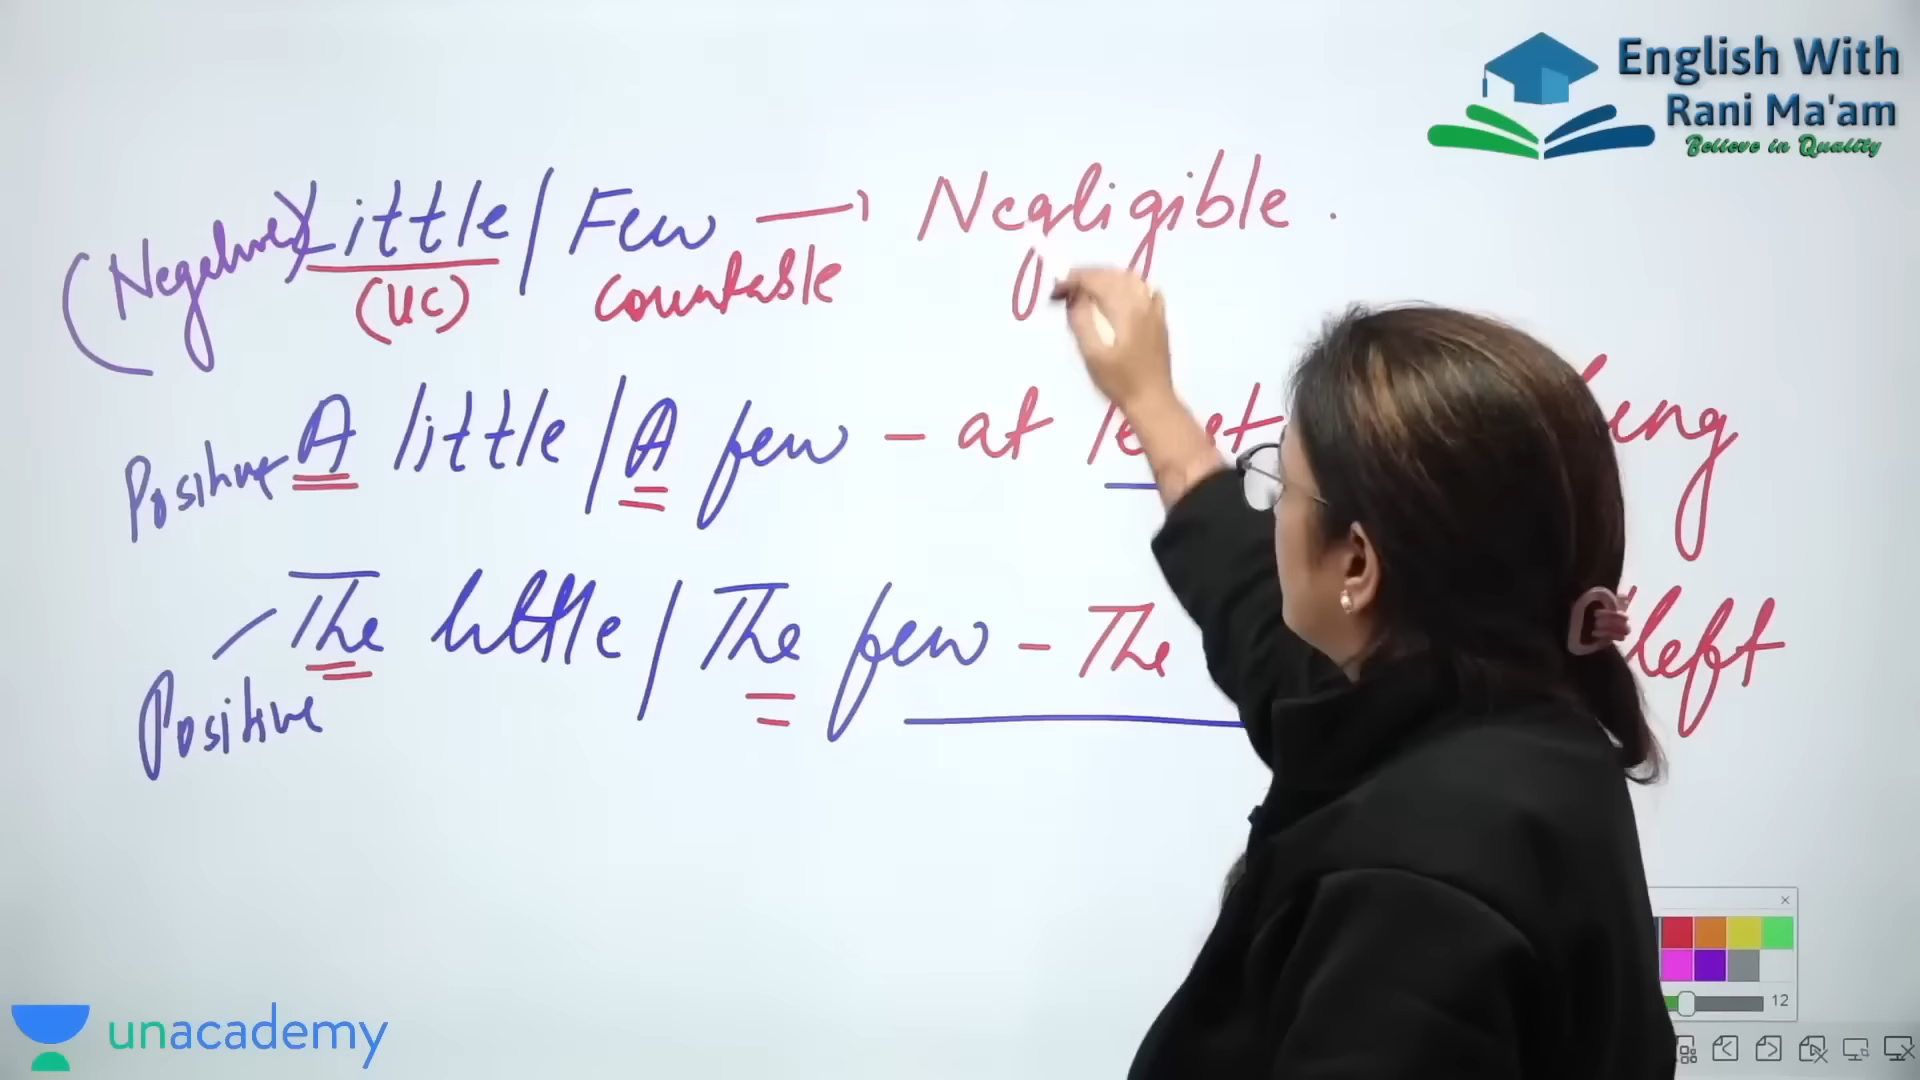 English With
Rani Ma'am
Believe in Quality
(Negative) Little / Few → Negligible.
(UC) Countable
Positive A little / A few - at
Positive The little / The few - The left
12
unacademy